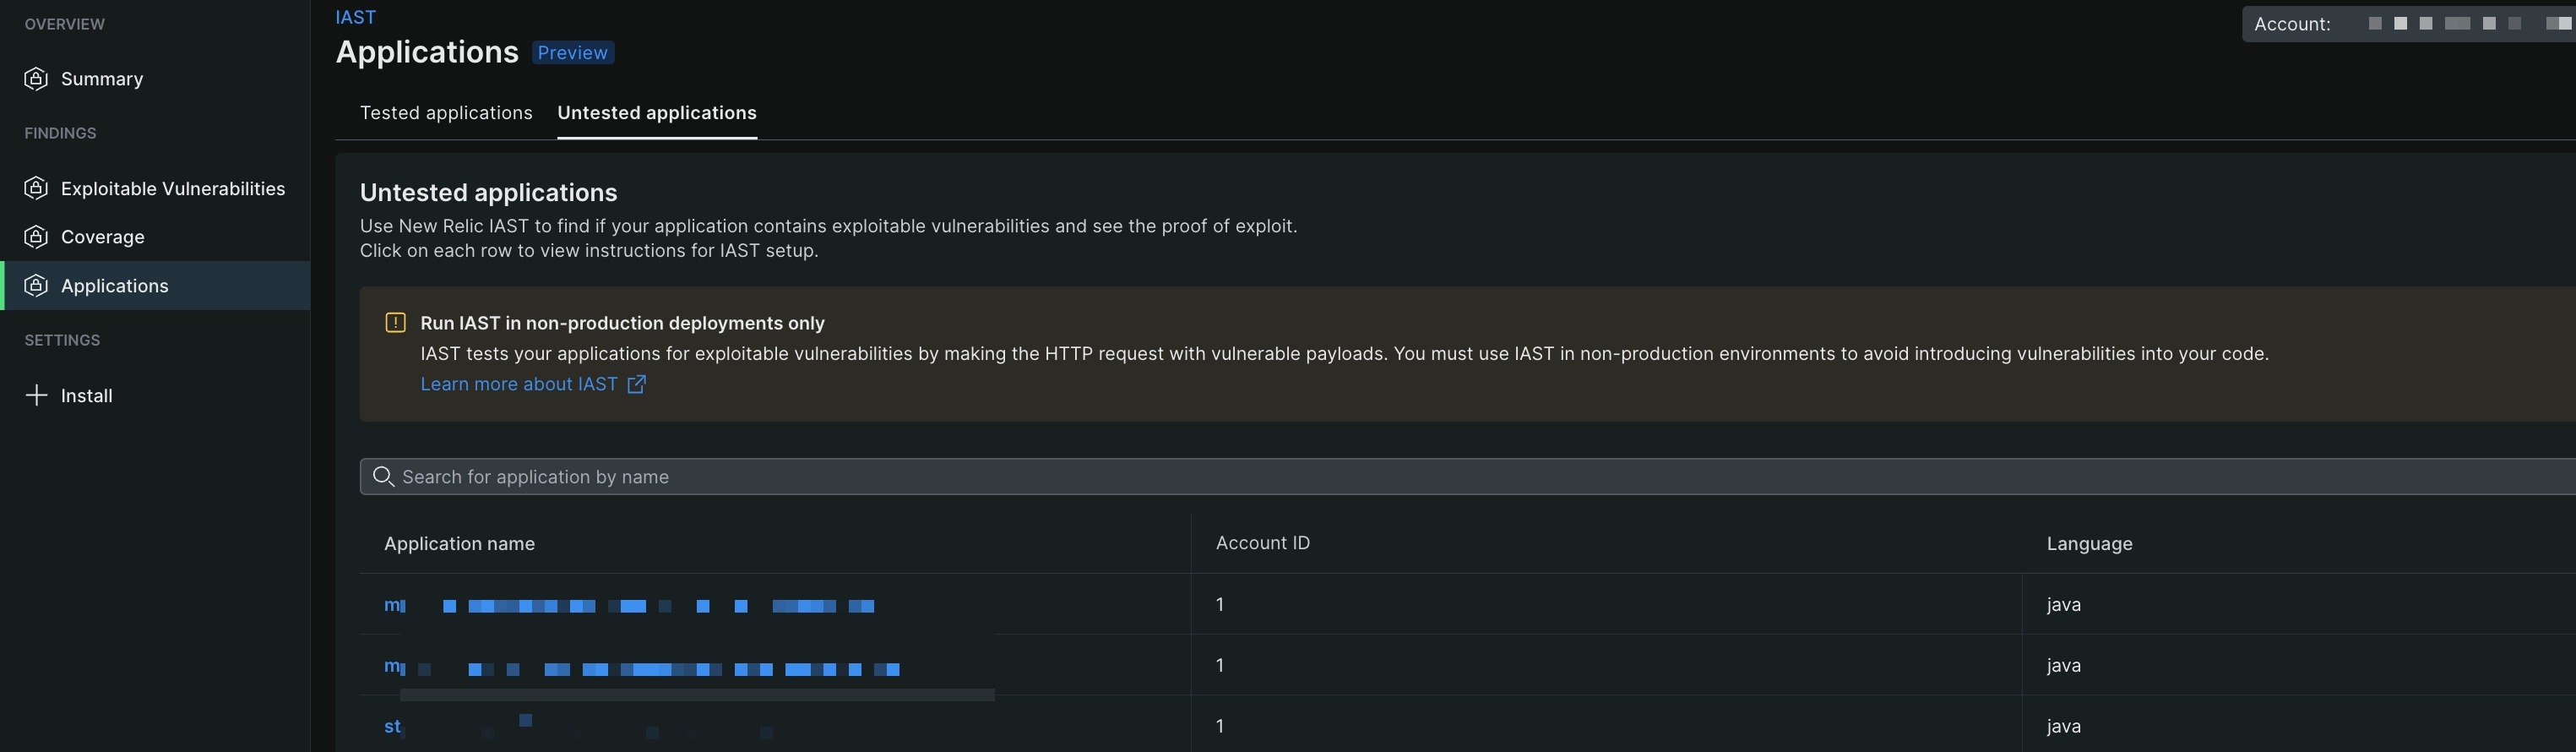 OVERVIEW
Summary
FINDINGS
Exploitable Vulnerabilities
Coverage
Applications
SETTINGS
Install
IAST
Applications Preview
Account:
Tested applications Untested applications
Untested applications
Use New Relic IAST to find if your application contains exploitable vulnerabilities and see the proof of exploit.
Click on each row to view instructions for IAST setup.
Run IAST in non-production deployments only
IAST tests your applications for exploitable vulnerabilities by making the HTTP request with vulnerable payloads. You must use IAST in non-production environments to avoid introducing vulnerabilities into your code.
Learn more about IAST
Search for application by name
Application name Account ID Language
1 java
1 java
1 java